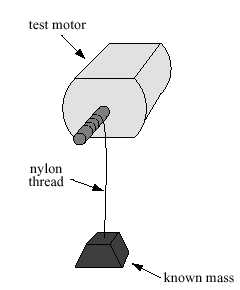 test motor
nylon
thread
known mass